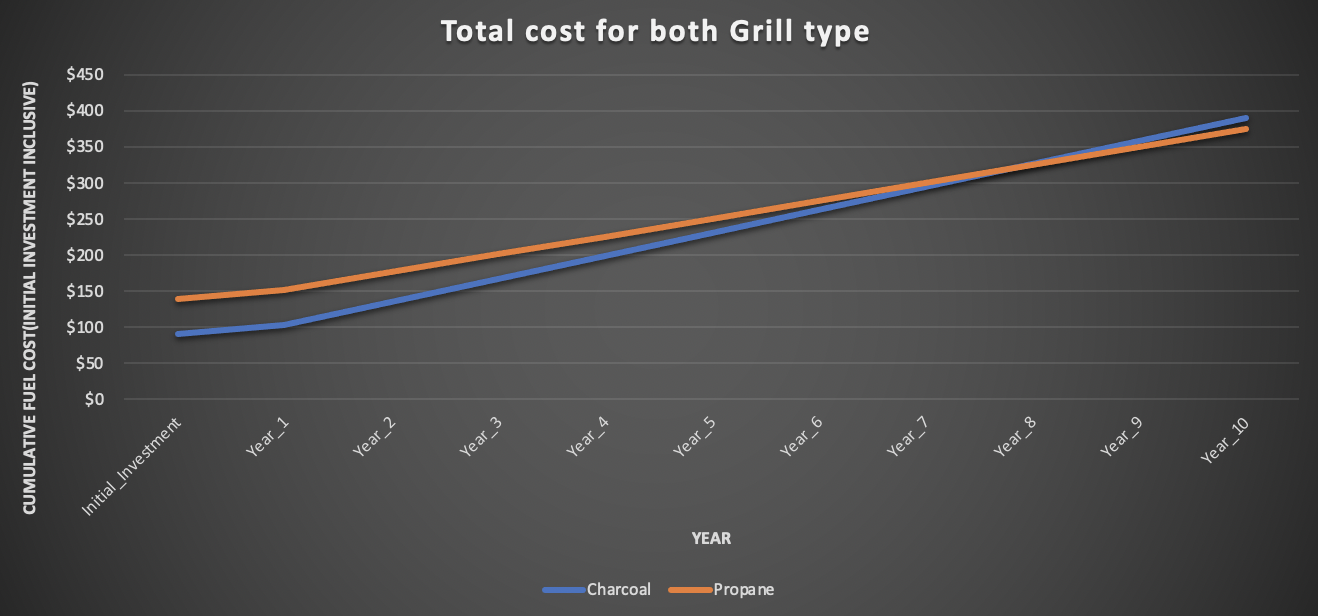 Total cost for both Grill type
CUMULATIVE FUEL COST(INITIAL INVESTMENT INCLUSIVE)
$450
$400
$350
$300
$250
$200
$150
$100
$50
$0
Initial_Investment
Year_1
Year_2
Year_3
Year_4
Year_5
Year_6
Year_7
Year_8
Year_9
Year_10
YEAR
Charcoal
Propane